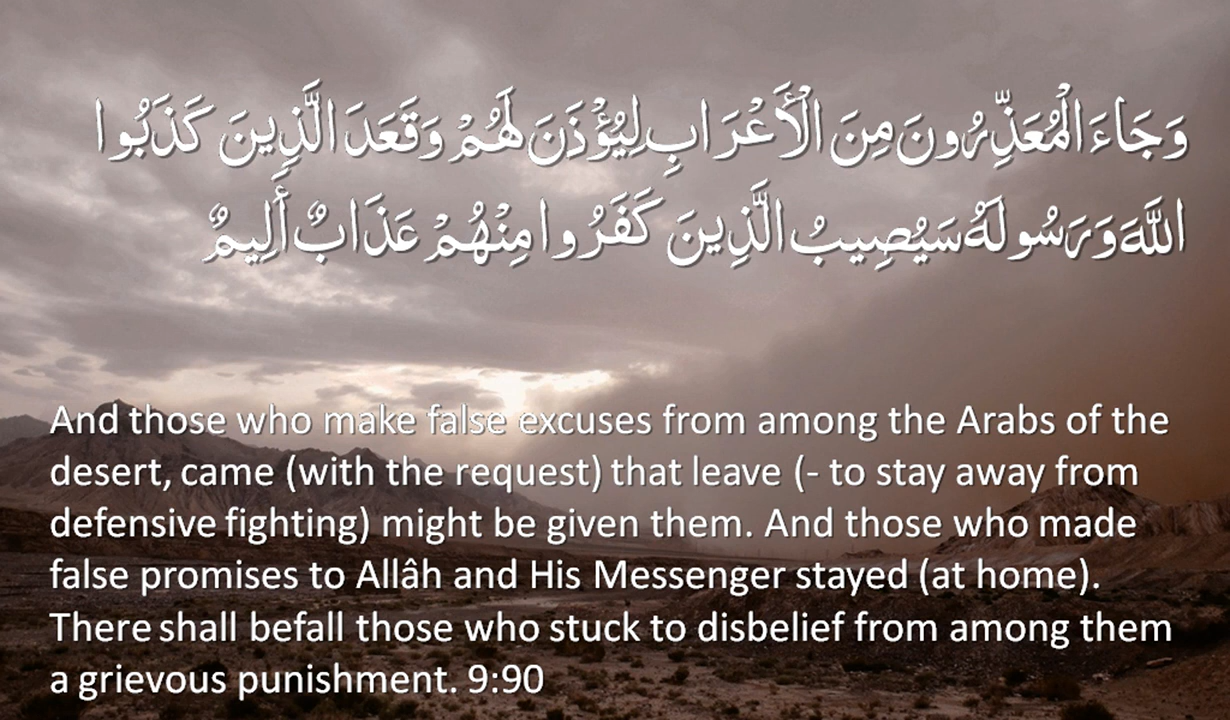 وَجَاءَ الْمُعَذِّرُونَ مِنَ الْأَعْرَابِ لِيُؤْذَنَ لَهُمْ وَقَعَدَ الَّذِينَ كَذَبُوا
اللَّهَ وَرَسُولَهُ سَيُصِيبُ الَّذِينَ كَفَرُوا مِنْهُمْ عَذَابٌ أَلِيمٌ
And those who make false excuses from among the Arabs of the
desert, came (with the request) that leave (- to stay away from
defensive fighting) might be given them. And those who made
false promises to Allâh and His Messenger stayed (at home).
There shall befall those who stuck to disbelief from among them
a grievous punishment. 9:90